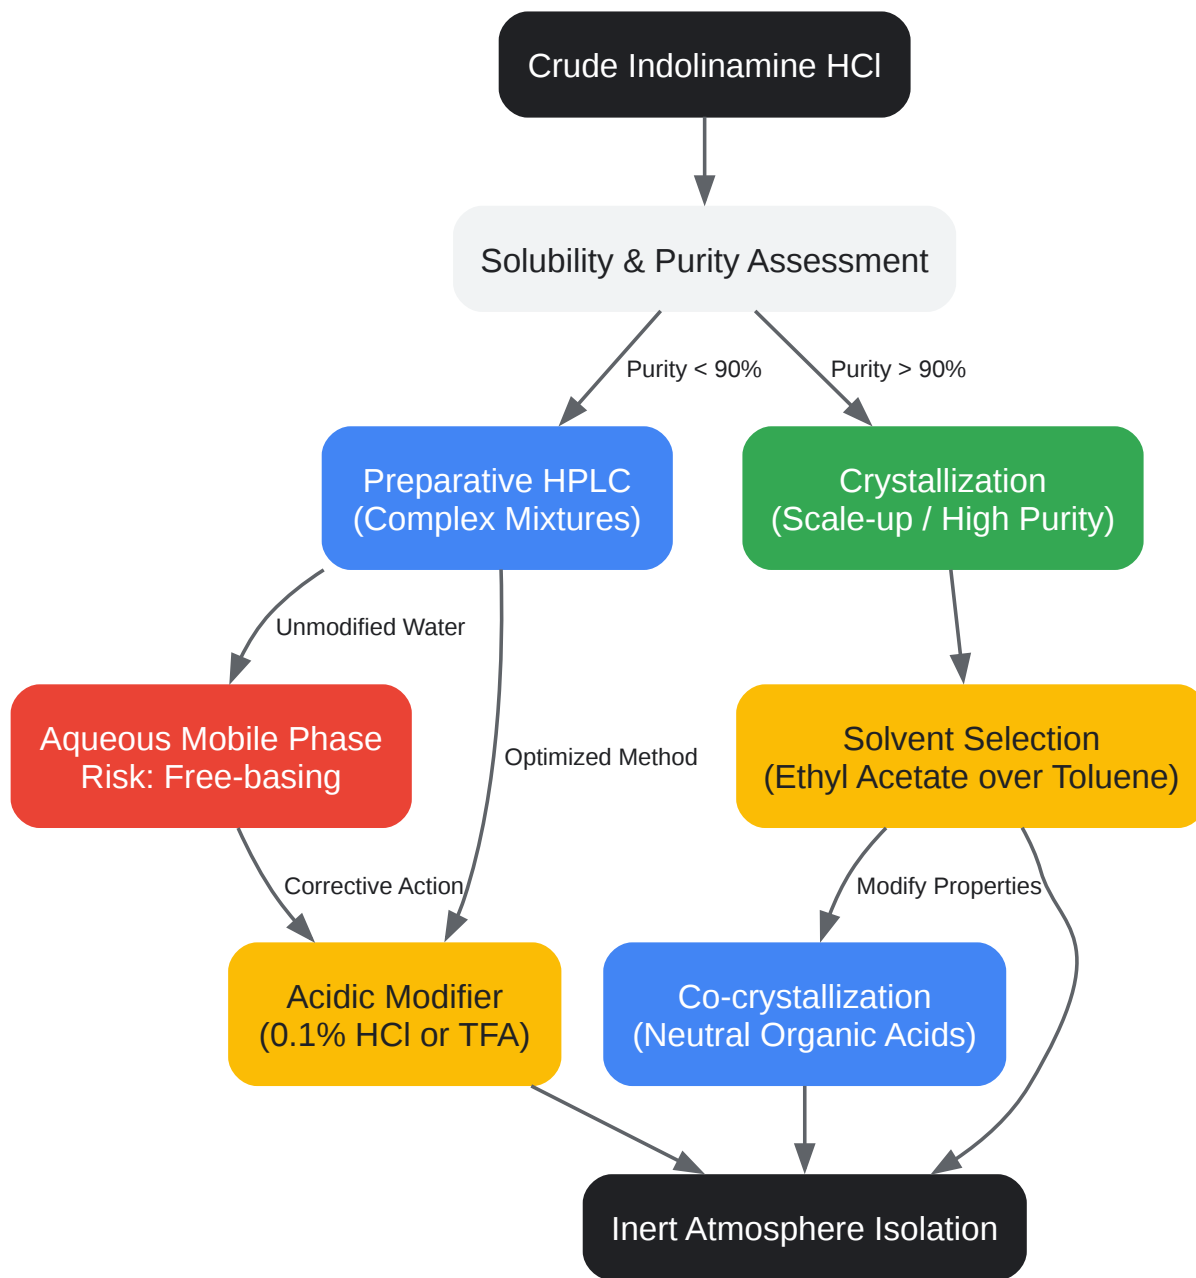 Crude Indolinamine HCl
Solubility & Purity Assessment
Purity < 90%
Purity > 90%
Preparative HPLC
(Complex Mixtures)
Crystallization
(Scale-up / High Purity)
Unmodified Water
Aqueous Mobile Phase
Risk: Free-basing
Optimized Method
Solvent Selection
(Ethyl Acetate over Toluene)
Corrective Action
Modify Properties
Acidic Modifier
(0.1% HCl or TFA)
Co-crystallization
(Neutral Organic Acids)
Inert Atmosphere Isolation